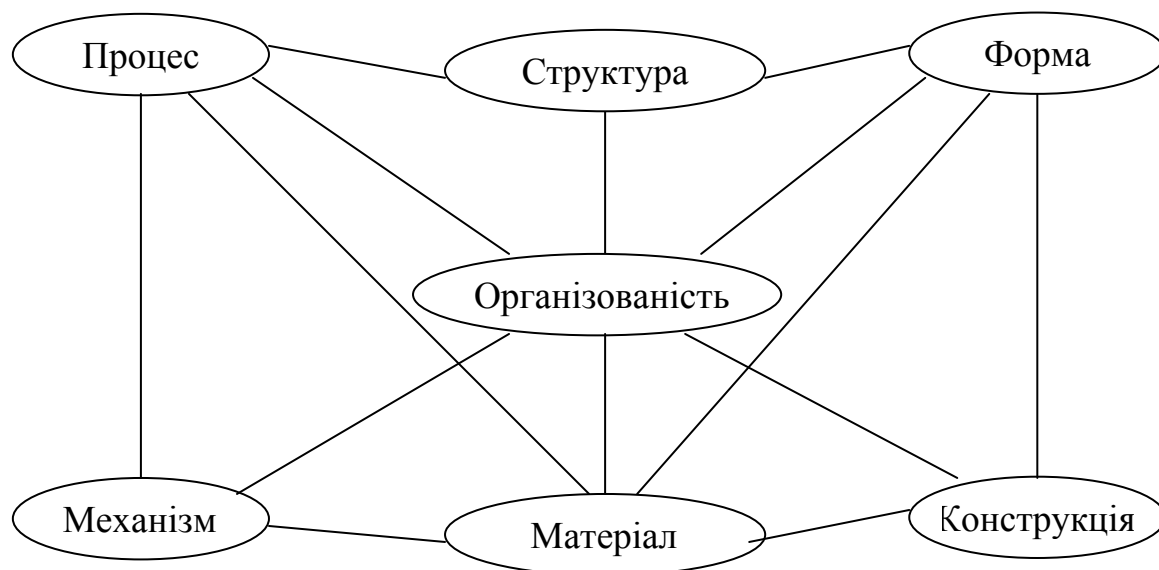 Процес
Структура
Форма
Організованість
Механізм
Матеріал
Конструкція